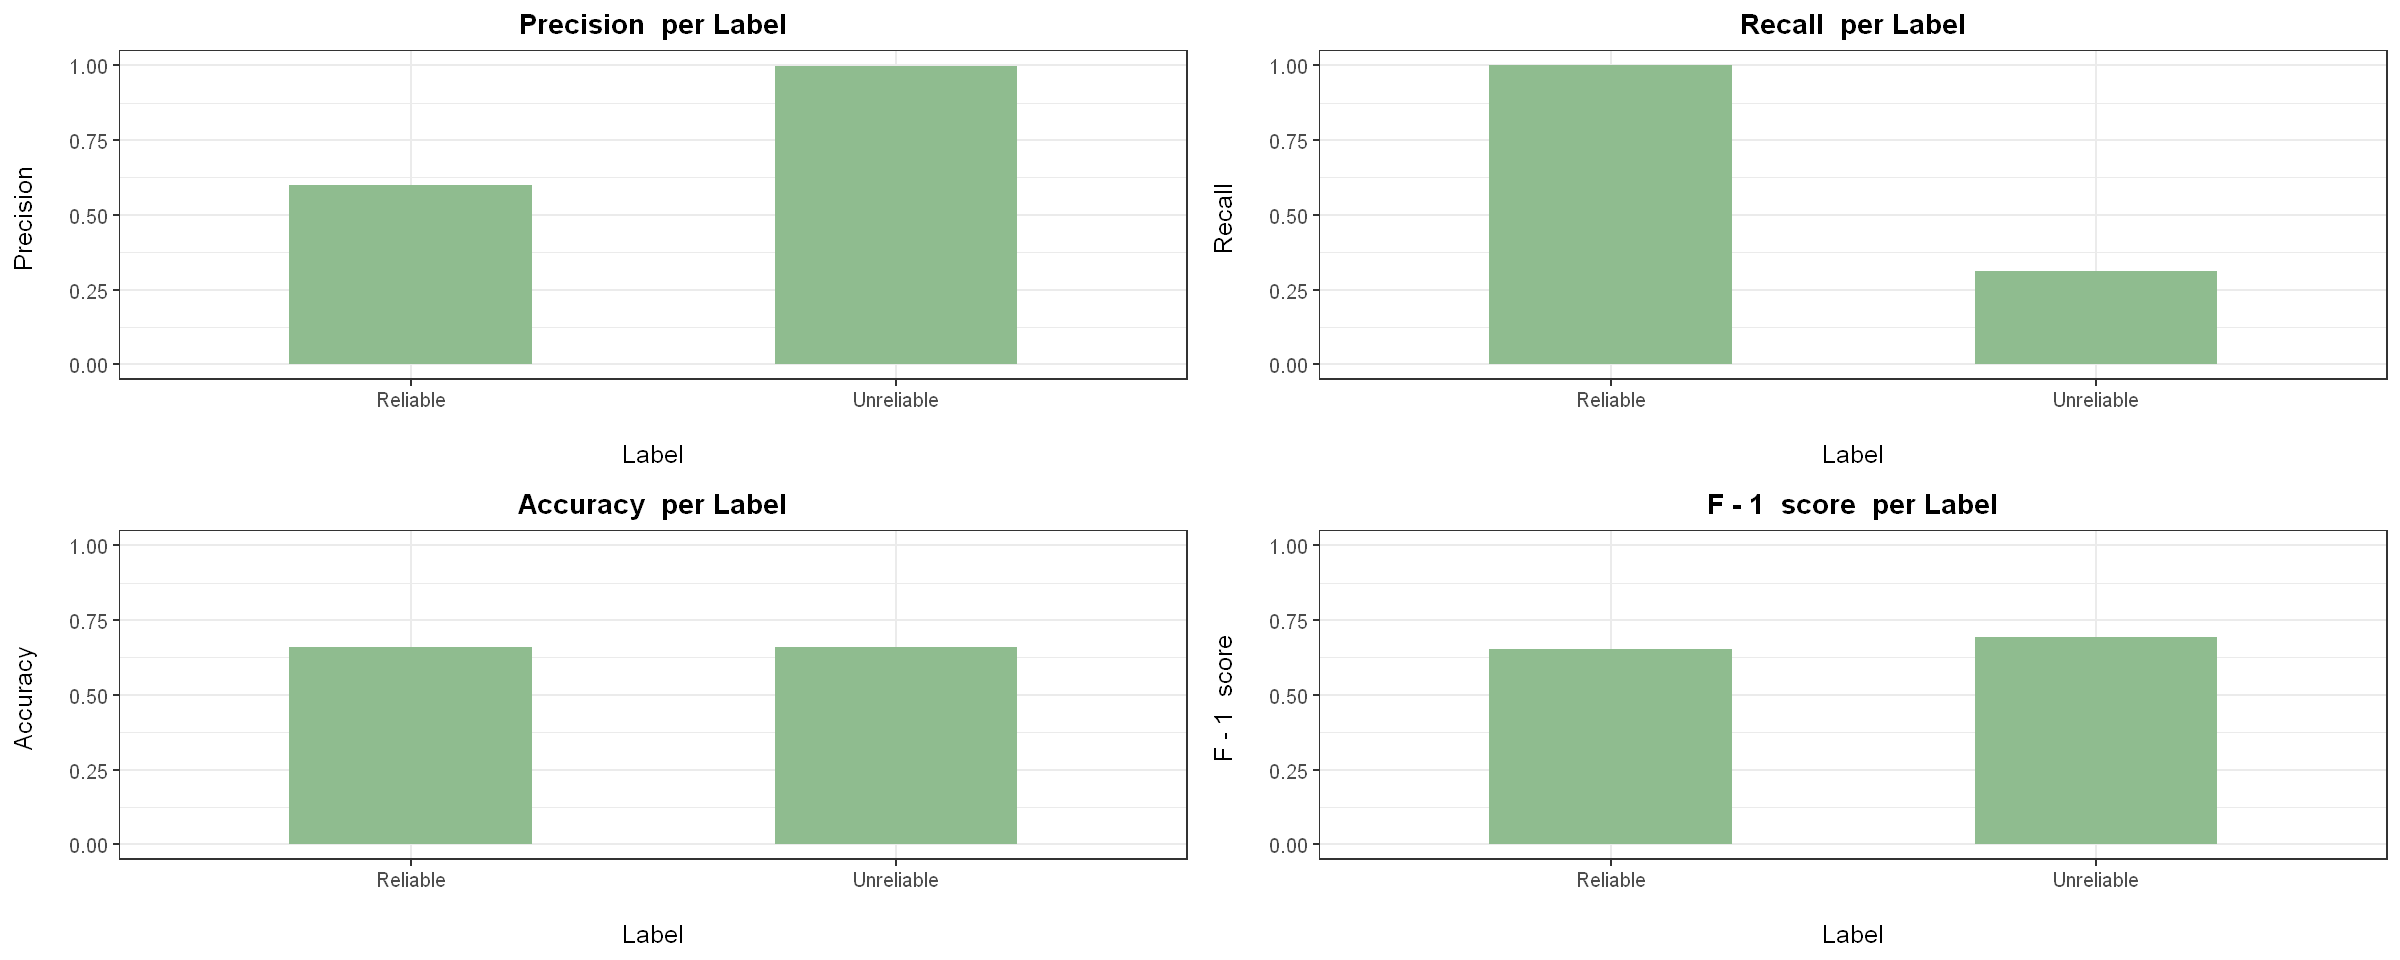 Precision  per Label
1.00
0.75
0.50
0.25
0.00
Precision
Reliable
Unreliable
Label
Recall  per Label
1.00
0.75
0.50
0.25
0.00
Recall
Reliable
Unreliable
Label
Accuracy  per Label
1.00
0.75
0.50
0.25
0.00
Accuracy
Reliable
Unreliable
Label
F - 1  score  per Label
1.00
0.75
0.50
0.25
0.00
F - 1  score
Reliable
Unreliable
Label